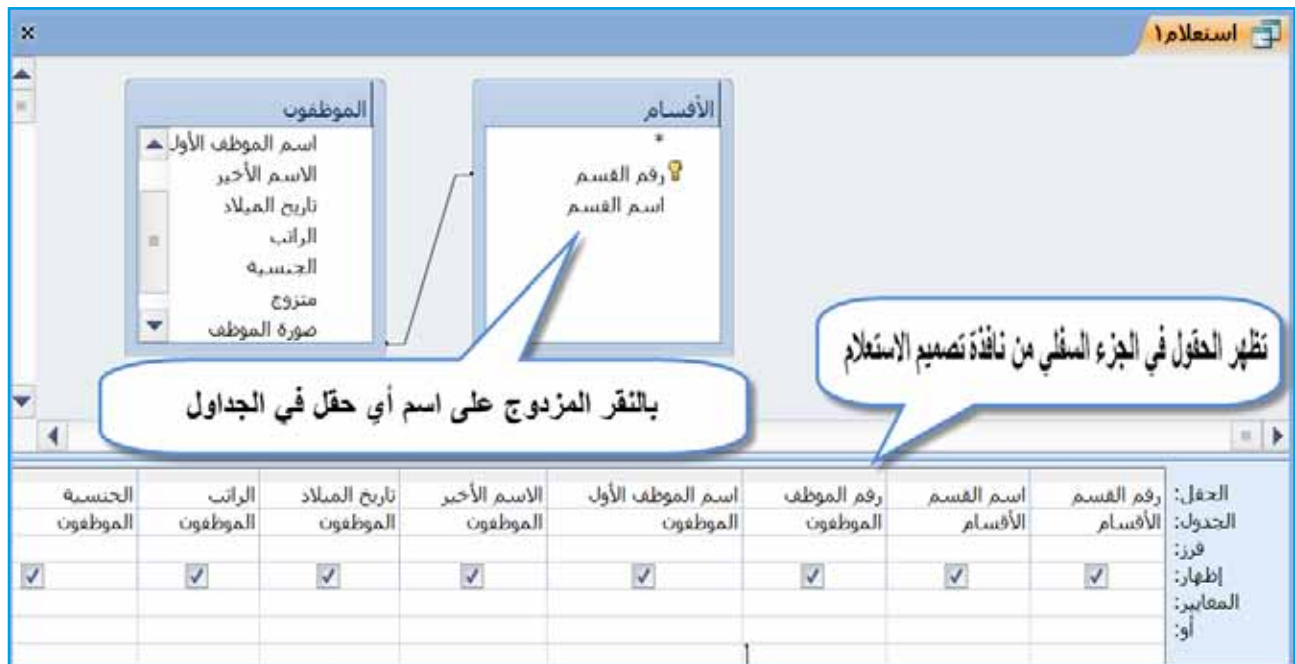 استعلام١
الأقسام
*
رقم القسم
اسم القسم
الموظفون
اسم الموظف الأول
الاسم الأخير
تاريخ الميلاد
الراتب
الجنسية
متزوج
صورة الموظف
بالنقر المزدوج على اسم أي حقل في الجداول
تظهر الحقول في الجزء السفلي من نافذة تصميم الاستعلام
الحقل: رقم القسم اسم القسم رقم الموظف اسم الموظف الأول الاسم الأخير تاريخ الميلاد الراتب الجنسية
الجدول: الأقسام الأقسام الموظفون الموظفون الموظفون الموظفون الموظفون الموظفون
فرز:
إظهار:
المعايير:
أو: